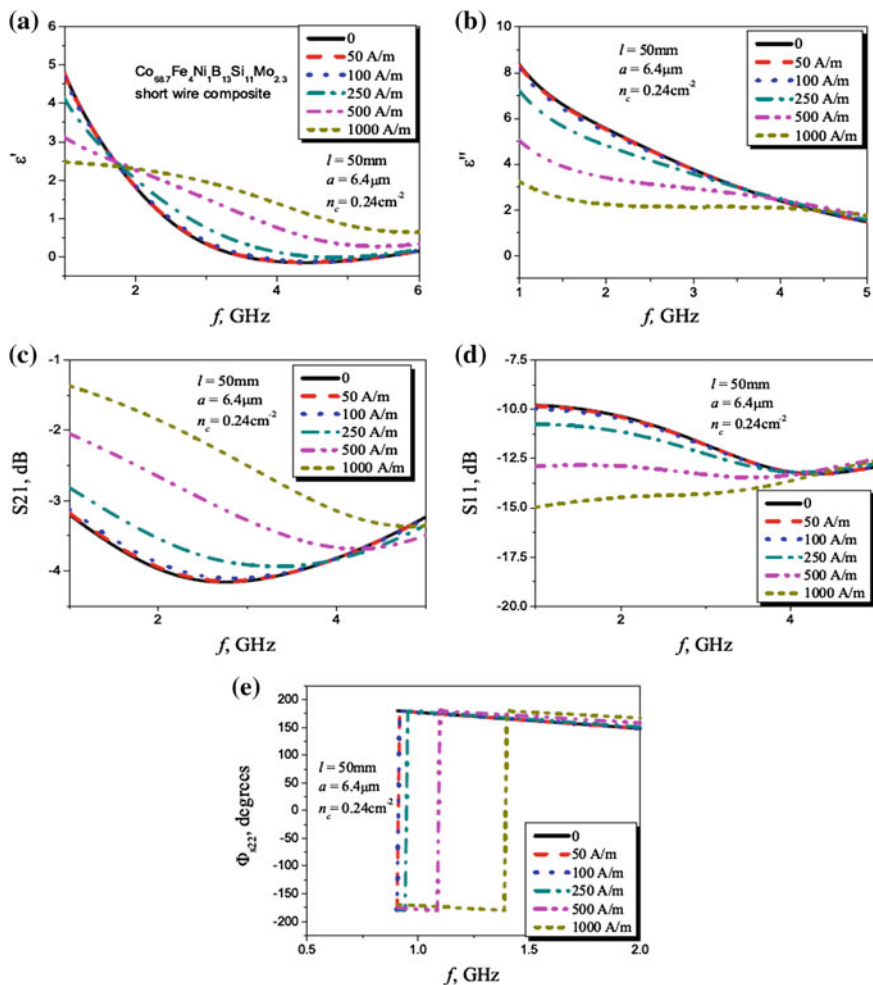 (a)
6
5
4
3
2
1
0
ε'
2
4
6
f, GHz
Co₆₈.₇Fe₄Ni₁B₁₃Si₁₁Mo₂.₃
short wire composite
0
50 A/m
100 A/m
250 A/m
500 A/m
1000 A/m
l = 50mm
a = 6.4μm
n_c = 0.24cm⁻²
(b)
10
8
6
4
2
0
ε''
1
2
3
4
5
f, GHz
l = 50mm
a = 6.4μm
n_c = 0.24cm⁻²
0
50 A/m
100 A/m
250 A/m
500 A/m
1000 A/m
(c)
-1
-2
-3
-4
S21, dB
2
4
f, GHz
l = 50mm
a = 6.4μm
n_c = 0.24cm⁻²
0
50 A/m
100 A/m
250 A/m
500 A/m
1000 A/m
(d)
-7.5
-10.0
-12.5
-15.0
-17.5
-20.0
S11, dB
2
4
f, GHz
l = 50mm
a = 6.4μm
n_c = 0.24cm⁻²
0
50 A/m
100 A/m
250 A/m
500 A/m
1000 A/m
(e)
200
150
100
50
0
-50
-100
-150
-200
Φ_s22, degrees
0.5
1.0
1.5
2.0
f, GHz
l = 50mm
a = 6.4μm
n_c = 0.24cm⁻²
0
50 A/m
100 A/m
250 A/m
500 A/m
1000 A/m